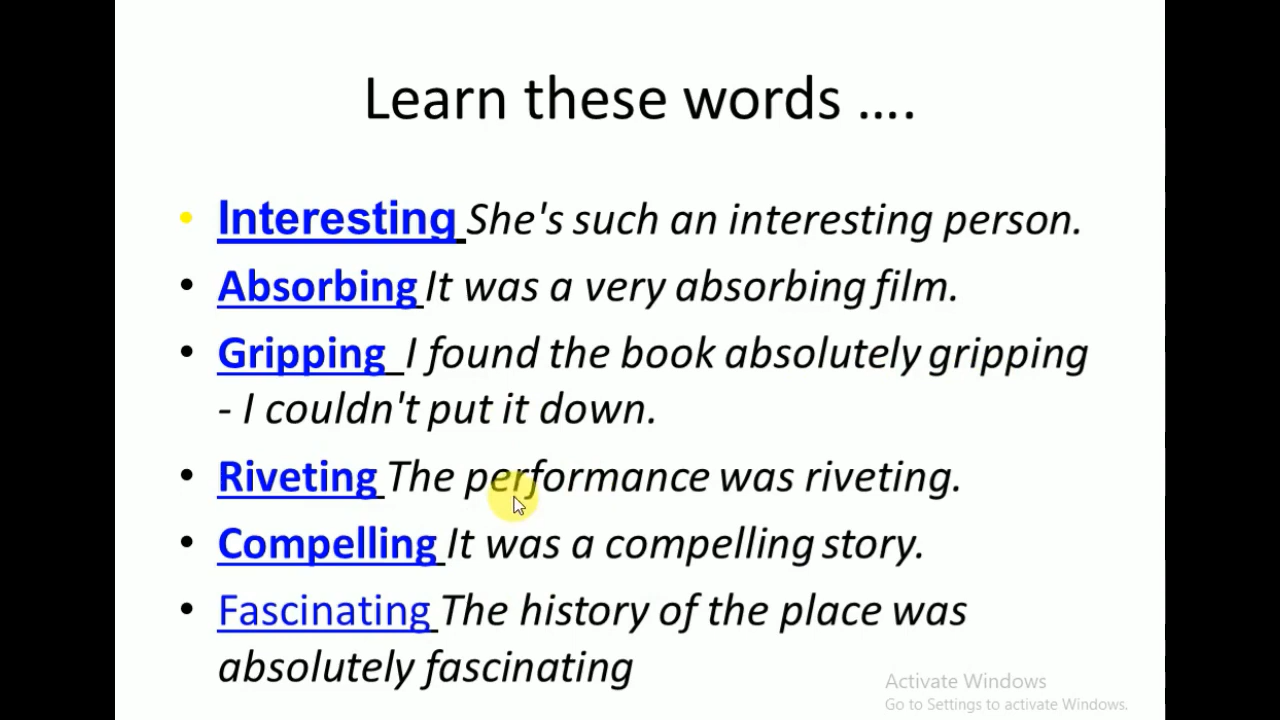 Learn these words ....
• Interesting She's such an interesting person.
• Absorbing It was a very absorbing film.
• Gripping I found the book absolutely gripping
- I couldn't put it down.
• Riveting The performance was riveting.
• Compelling It was a compelling story.
• Fascinating The history of the place was
absolutely fascinating
Activate Windows
Go to Settings to activate Windows.